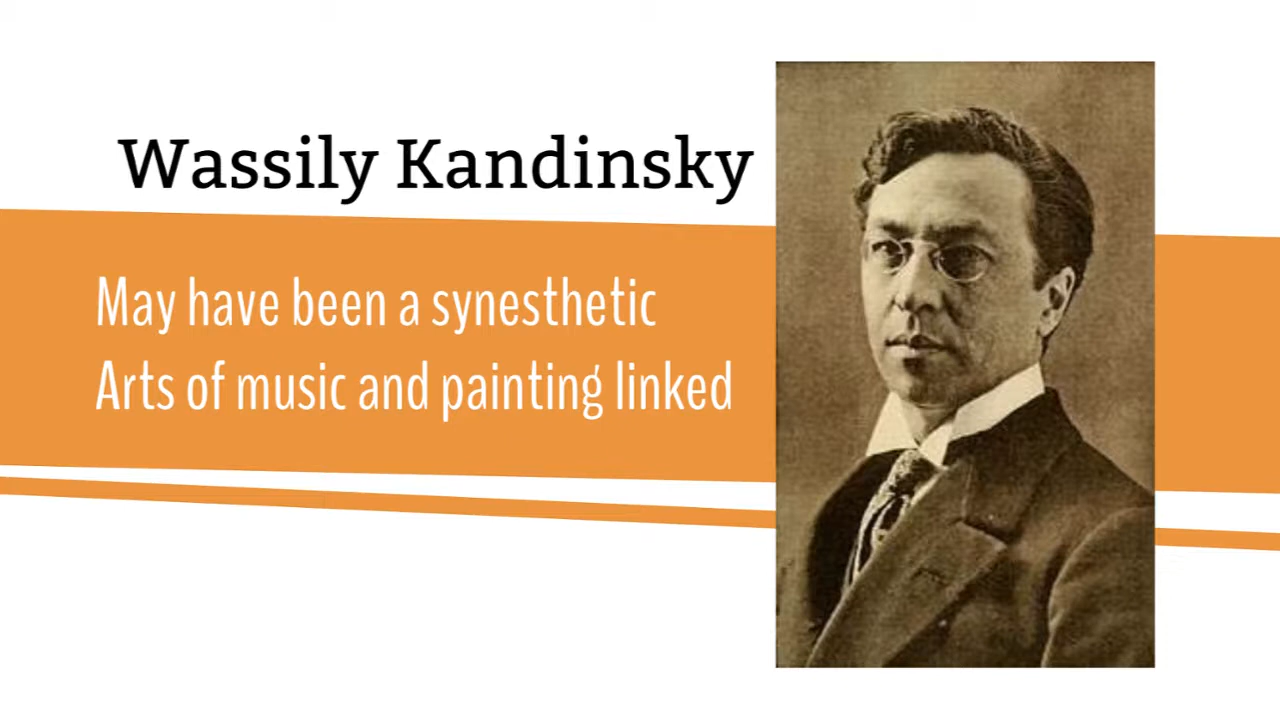 Wassily Kandinsky
May have been a synesthetic
Arts of music and painting linked